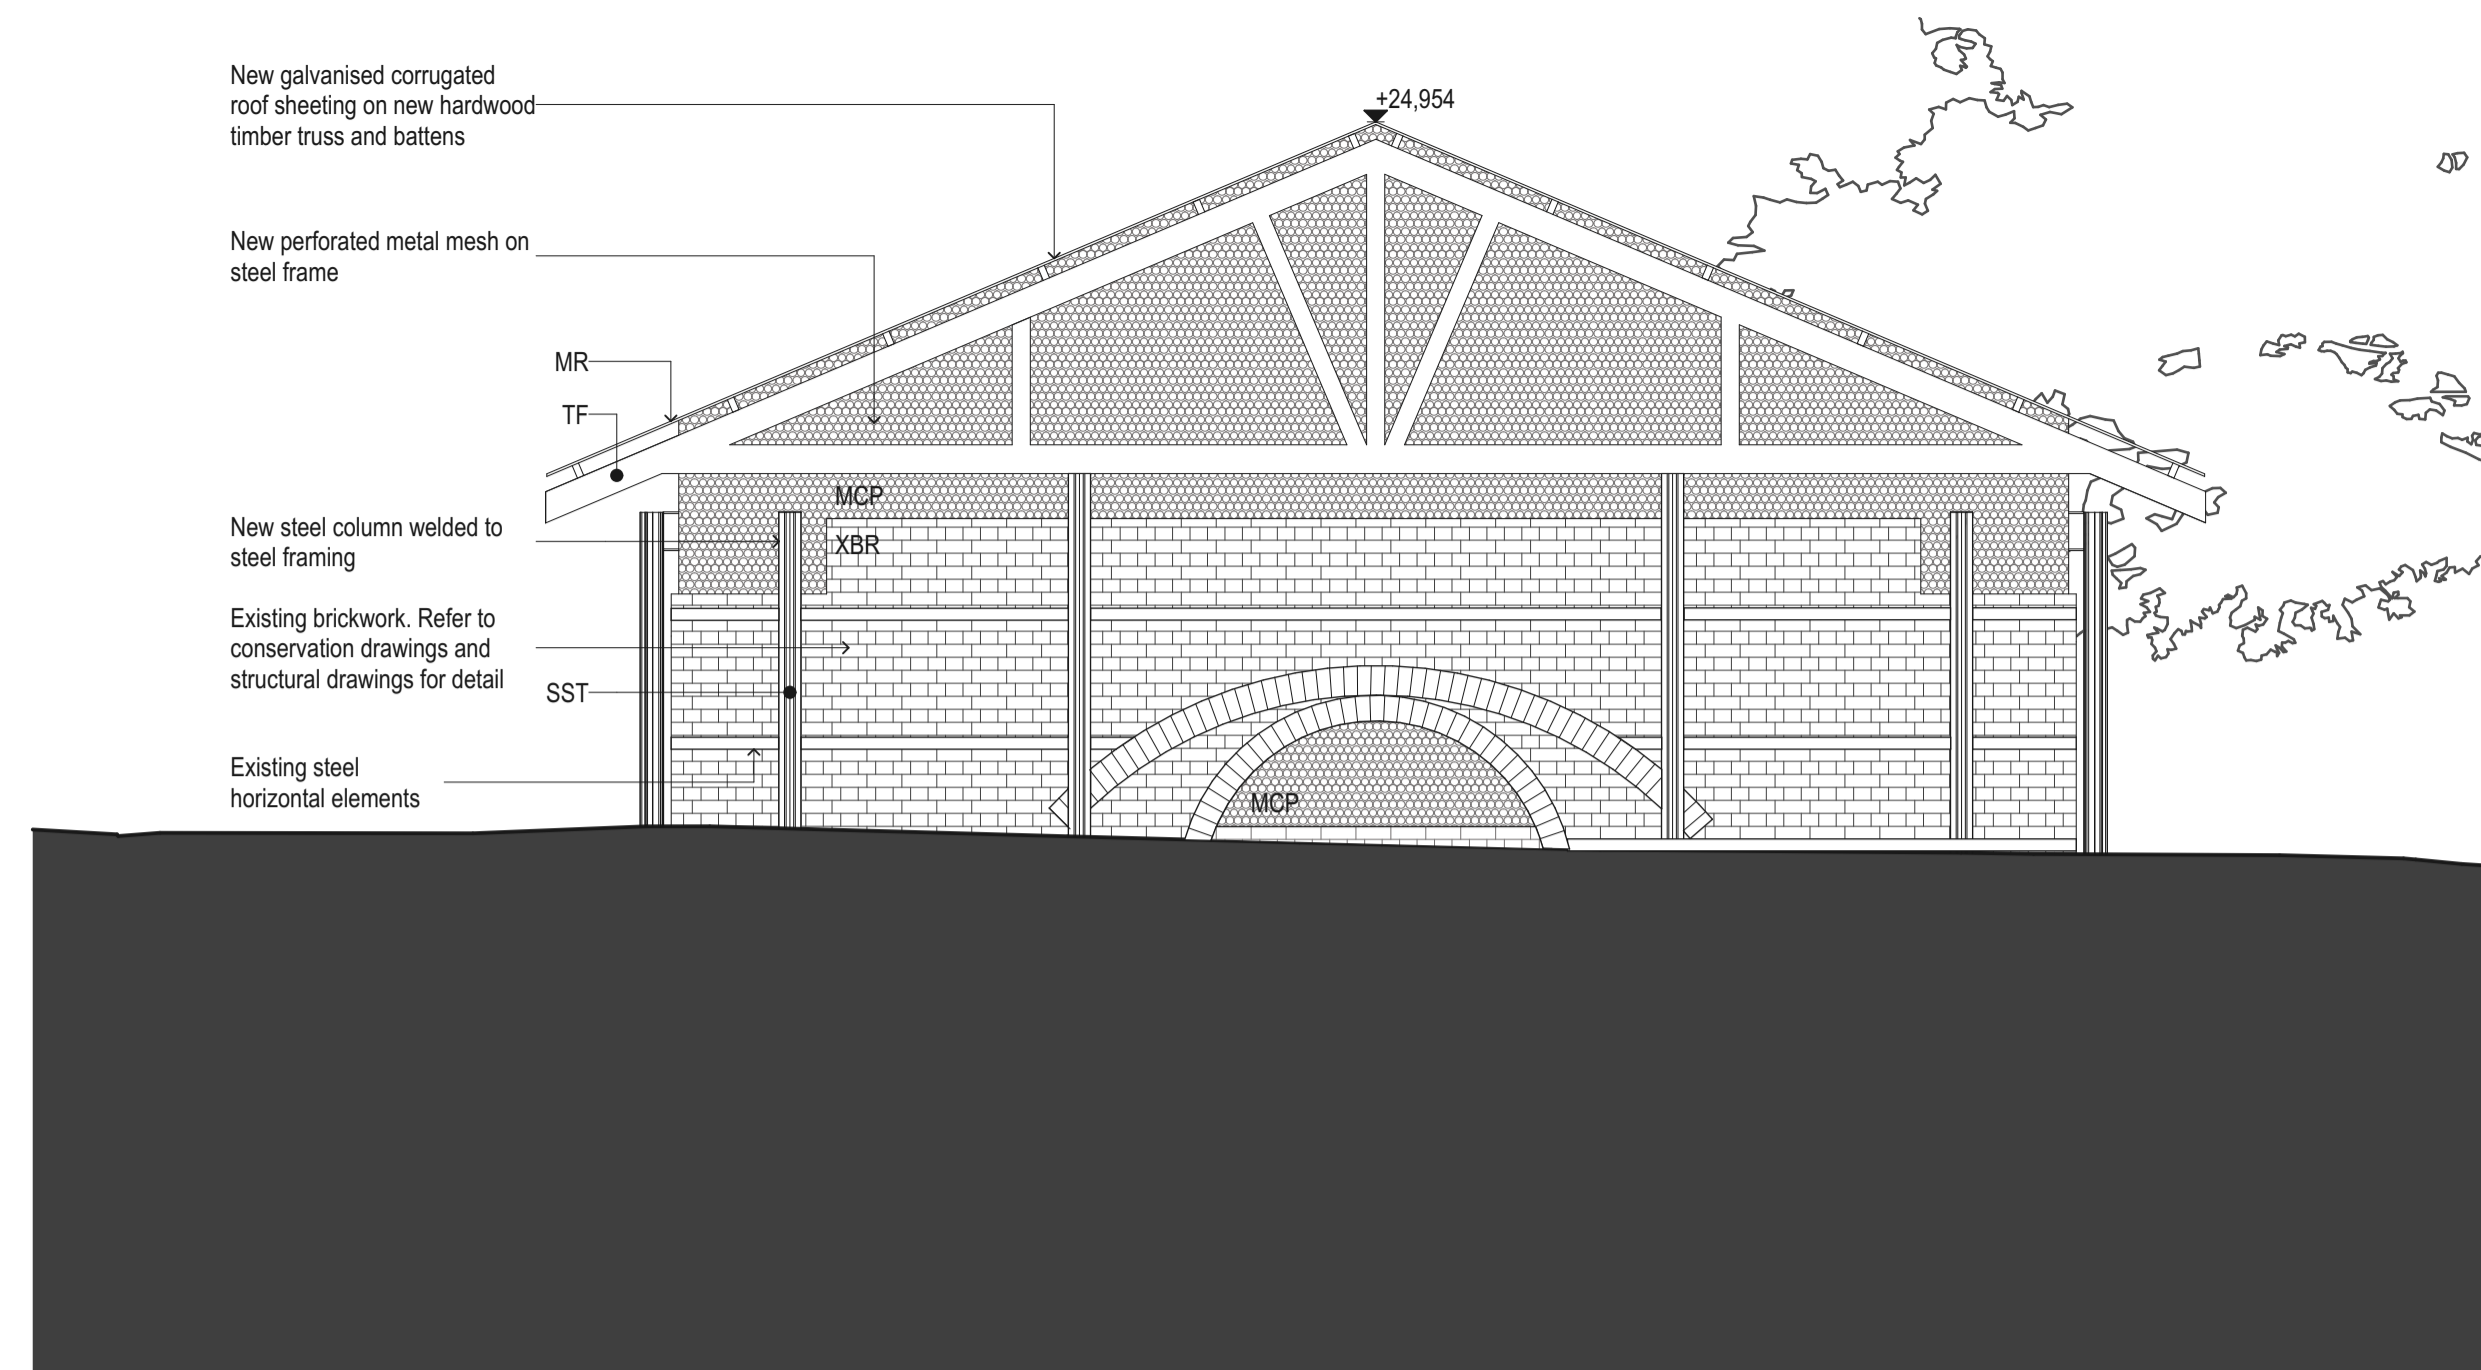 New galvanised corrugated
roof sheeting on new hardwood
timber truss and battens
+24,954
New perforated metal mesh on
steel frame
MR
TF
MCP
New steel column welded to
steel framing
XBR
Existing brickwork. Refer to
conservation drawings and
structural drawings for detail
SST
Existing steel
horizontal elements
MCP